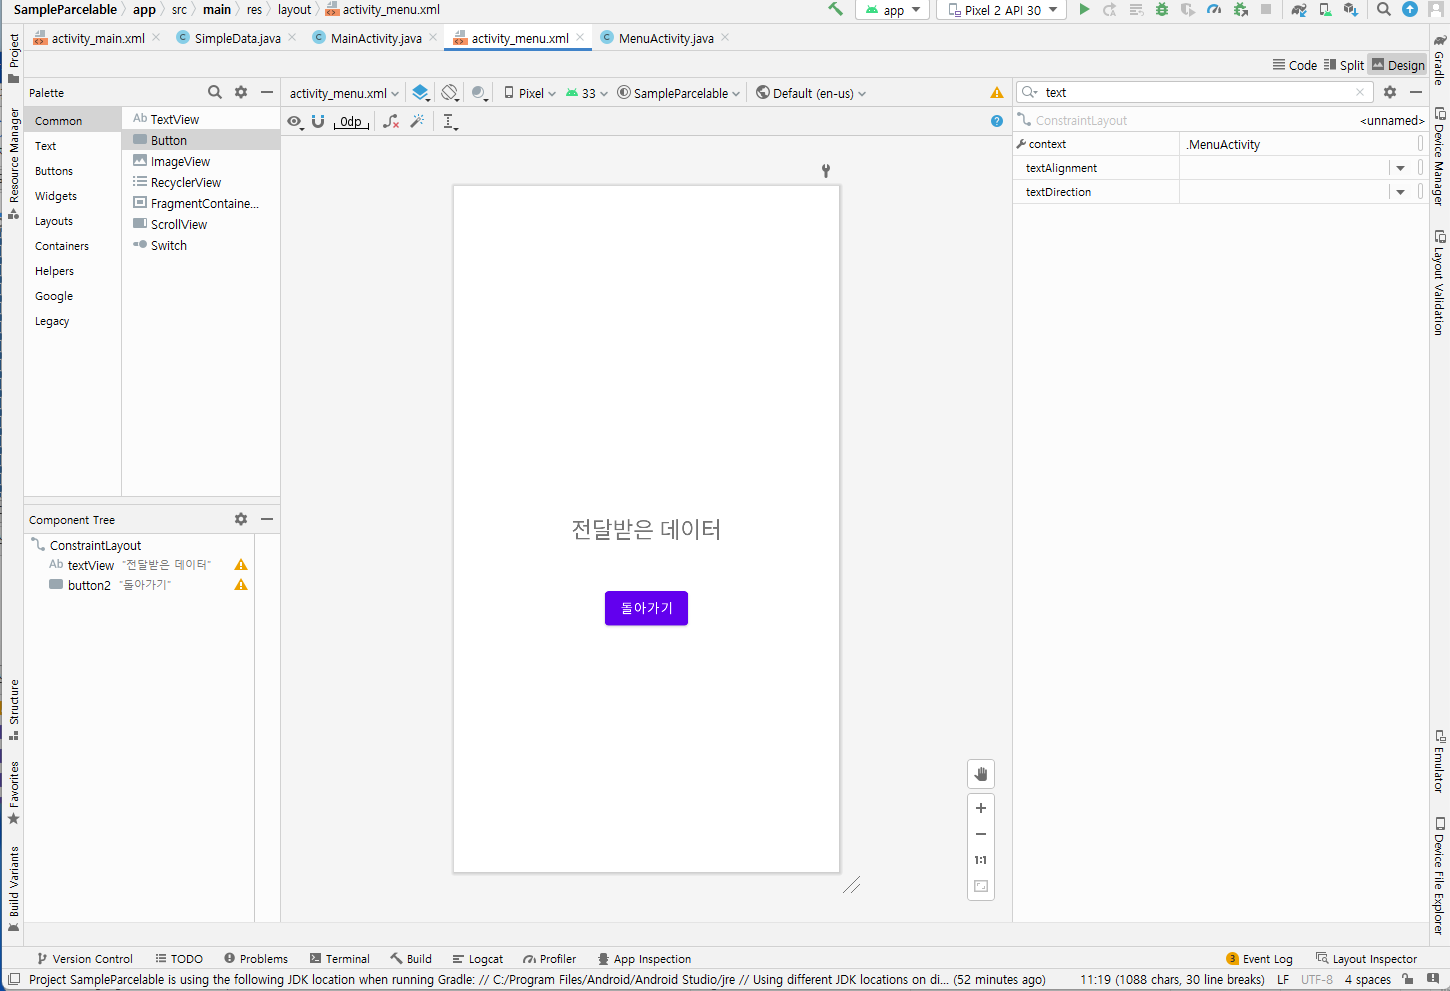 SampleParcelable app src main res layout activity_menu.xml
app Pixel 2 API 30
activity_main.xml SimpleData.java MainActivity.java activity_menu.xml MenuActivity.java
Code Split Design
Project
Resource Manager
Structure
Favorites
Build Variants
Palette
Common
Text
Buttons
Widgets
Layouts
Containers
Helpers
Google
Legacy
Ab TextView
Button
ImageView
RecyclerView
FragmentContaine...
ScrollView
Switch
Component Tree
ConstraintLayout
Ab textView "전달받은 데이터"
button2 "돌아가기"
activity_menu.xml Pixel 33 SampleParcelable Default (en-us)
0dp
전달받은 데이터
돌아가기
1:1
text
ConstraintLayout <unnamed>
context .MenuActivity
textAlignment
textDirection
Gradle
Device Manager
Layout Validation
Emulator
Device File Explorer
Version Control TODO Problems Terminal Build Logcat Profiler App Inspection 3 Event Log Layout Inspector
Project SampleParcelable is using the following JDK location when running Gradle: // C:/Program Files/Android/Android Studio/jre // Using different JDK locations on di... (52 minutes ago) 11:19 (1088 chars, 30 line breaks) LF UTF-8 4 spaces